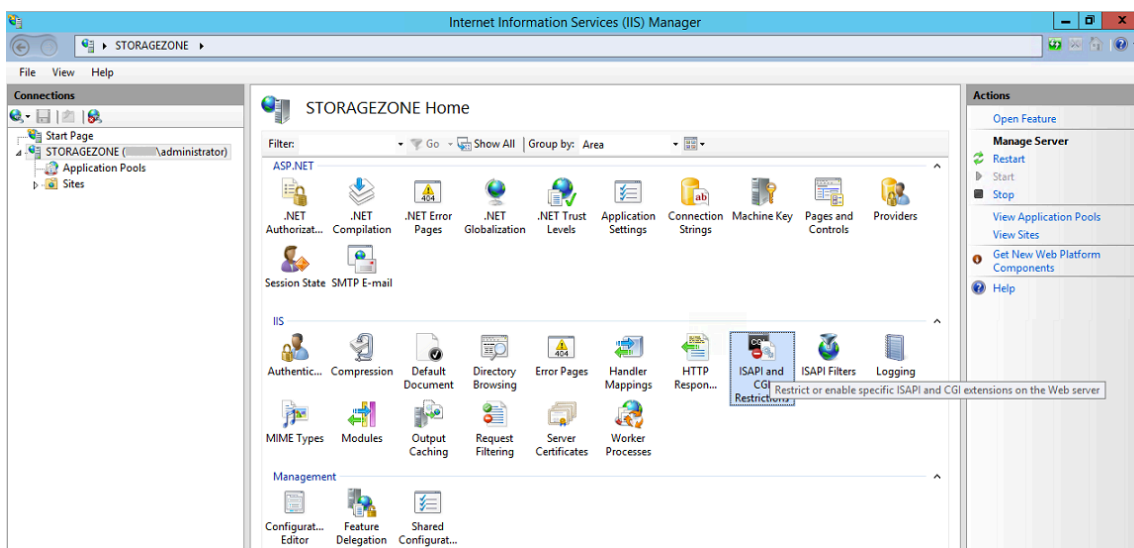 Internet Information Services (IIS) Manager
STORAGEZONE
File View Help
Connections
Start Page
STORAGEZONE ( \administrator)
Application Pools
Sites
STORAGEZONE Home
Filter: Go Show All Group by: Area
ASP.NET
.NET Authorizat...
.NET Compilation
.NET Error Pages
.NET Globalization
.NET Trust Levels
Application Settings
Connection Strings
Machine Key
Pages and Controls
Providers
Session State
SMTP E-mail
IIS
Authentic...
Compression
Default Document
Directory Browsing
Error Pages
Handler Mappings
HTTP Respon...
ISAPI and CGI Restrictions
ISAPI Filters
Logging
Restrict or enable specific ISAPI and CGI extensions on the Web server
MIME Types
Modules
Output Caching
Request Filtering
Server Certificates
Worker Processes
Management
Configurat... Editor
Feature Delegation
Shared Configurat...
Actions
Open Feature
Manage Server
Restart
Start
Stop
View Application Pools
View Sites
Get New Web Platform
Components
Help